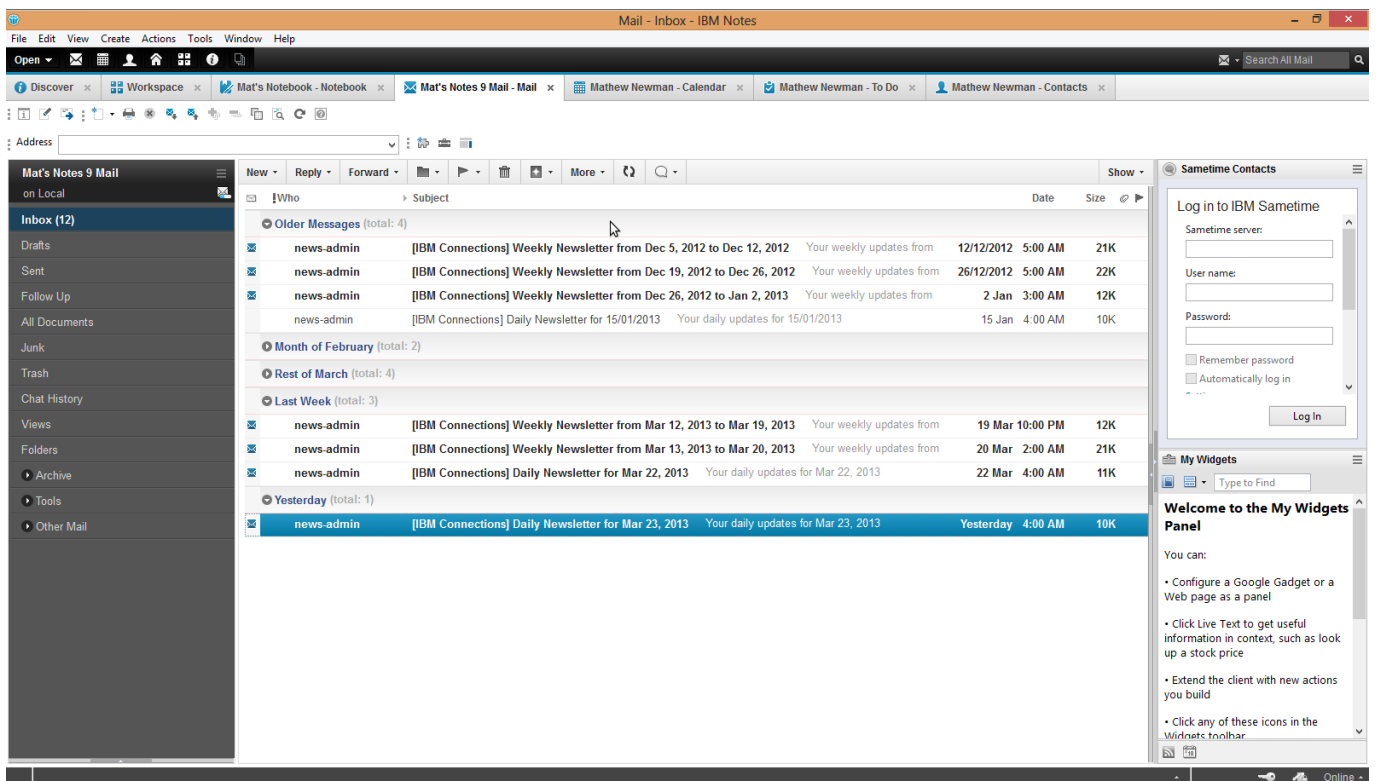 Mail - Inbox - IBM Notes
File Edit View Create Actions Tools Window Help
Open Search All Mail
Discover Workspace Mat's Notebook - Notebook Mat's Notes 9 Mail - Mail Mathew Newman - Calendar Mathew Newman - To Do Mathew Newman - Contacts
Address
Mat's Notes 9 Mail
on Local
Inbox (12)
Drafts
Sent
Follow Up
All Documents
Junk
Trash
Chat History
Views
Folders
Archive
Tools
Other Mail
New Reply Forward More Show
!Who Subject Date Size
Older Messages (total: 4)
news-admin [IBM Connections] Weekly Newsletter from Dec 5, 2012 to Dec 12, 2012 Your weekly updates from 12/12/2012 5:00 AM 21K
news-admin [IBM Connections] Weekly Newsletter from Dec 19, 2012 to Dec 26, 2012 Your weekly updates from 26/12/2012 5:00 AM 22K
news-admin [IBM Connections] Weekly Newsletter from Dec 26, 2012 to Jan 2, 2013 Your weekly updates from 2 Jan 3:00 AM 12K
news-admin [IBM Connections] Daily Newsletter for 15/01/2013 Your daily updates for 15/01/2013 15 Jan 4:00 AM 10K
Month of February (total: 2)
Rest of March (total: 4)
Last Week (total: 3)
news-admin [IBM Connections] Weekly Newsletter from Mar 12, 2013 to Mar 19, 2013 Your weekly updates from 19 Mar 10:00 PM 12K
news-admin [IBM Connections] Weekly Newsletter from Mar 13, 2013 to Mar 20, 2013 Your weekly updates from 20 Mar 2:00 AM 21K
news-admin [IBM Connections] Daily Newsletter for Mar 22, 2013 Your daily updates for Mar 22, 2013 22 Mar 4:00 AM 11K
Yesterday (total: 1)
news-admin [IBM Connections] Daily Newsletter for Mar 23, 2013 Your daily updates for Mar 23, 2013 Yesterday 4:00 AM 10K
Sametime Contacts
Log in to IBM Sametime
Sametime server:
User name:
Password:
Remember password
Automatically log in
Log In
My Widgets
Type to Find
Welcome to the My Widgets
Panel
You can:
• Configure a Google Gadget or a
Web page as a panel
• Click Live Text to get useful
information in context, such as look
up a stock price
• Extend the client with new actions
you build
• Click any of these icons in the
Widgets toolbar
Online